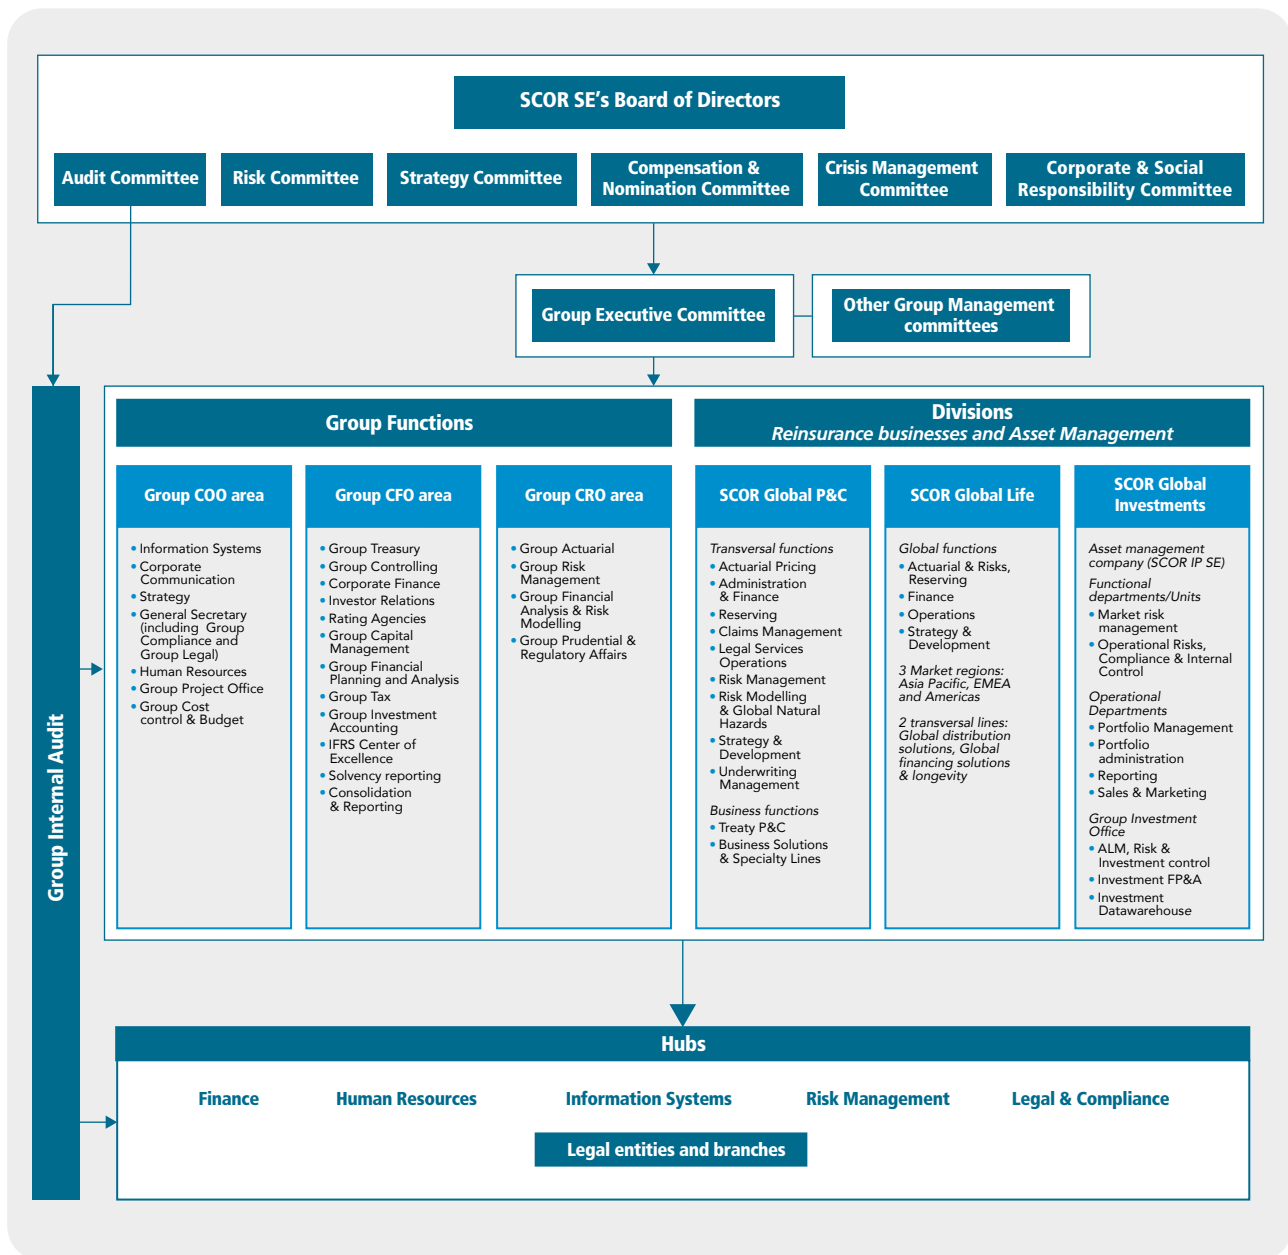 SCOR SE's Board of Directors
Audit Committee
Risk Committee
Strategy Committee
Compensation &
Nomination Committee
Crisis Management
Committee
Corporate & Social
Responsibility Committee
Group Executive Committee
Other Group Management
committees
Group Internal Audit
Group Functions
Divisions
Reinsurance businesses and Asset Management
Group COO area
• Information Systems
• Corporate
Communication
• Strategy
• General Secretary
(including Group
Compliance and
Group Legal)
• Human Resources
• Group Project Office
• Group Cost
control & Budget
Group CFO area
• Group Treasury
• Group Controlling
• Corporate Finance
• Investor Relations
• Rating Agencies
• Group Capital
Management
• Group Financial
Planning and Analysis
• Group Tax
• Group Investment
Accounting
• IFRS Center of
Excellence
• Solvency reporting
• Consolidation
& Reporting
Group CRO area
• Group Actuarial
• Group Risk
Management
• Group Financial
Analysis & Risk
Modelling
• Group Prudential &
Regulatory Affairs
SCOR Global P&C
Transversal functions
• Actuarial Pricing
• Administration
& Finance
• Reserving
• Claims Management
• Legal Services
Operations
• Risk Management
• Risk Modelling
& Global Natural
Hazards
• Strategy &
Development
• Underwriting
Management
Business functions
• Treaty P&C
• Business Solutions
& Specialty Lines
SCOR Global Life
Global functions
• Actuarial & Risks,
Reserving
• Finance
• Operations
• Strategy &
Development
3 Market regions:
Asia Pacific, EMEA
and Americas
2 transversal lines:
Global distribution
solutions, Global
financing solutions
& longevity
SCOR Global
Investments
Asset management
company (SCOR IP SE)
Functional
departments/Units
• Market risk
management
• Operational Risks,
Compliance & Internal
Control
Operational
Departments
• Portfolio Management
• Portfolio
administration
• Reporting
• Sales & Marketing
Group Investment
Office
• ALM, Risk &
Investment control
• Investment FP&A
• Investment
Datawarehouse
Hubs
Finance
Human Resources
Information Systems
Risk Management
Legal & Compliance
Legal entities and branches